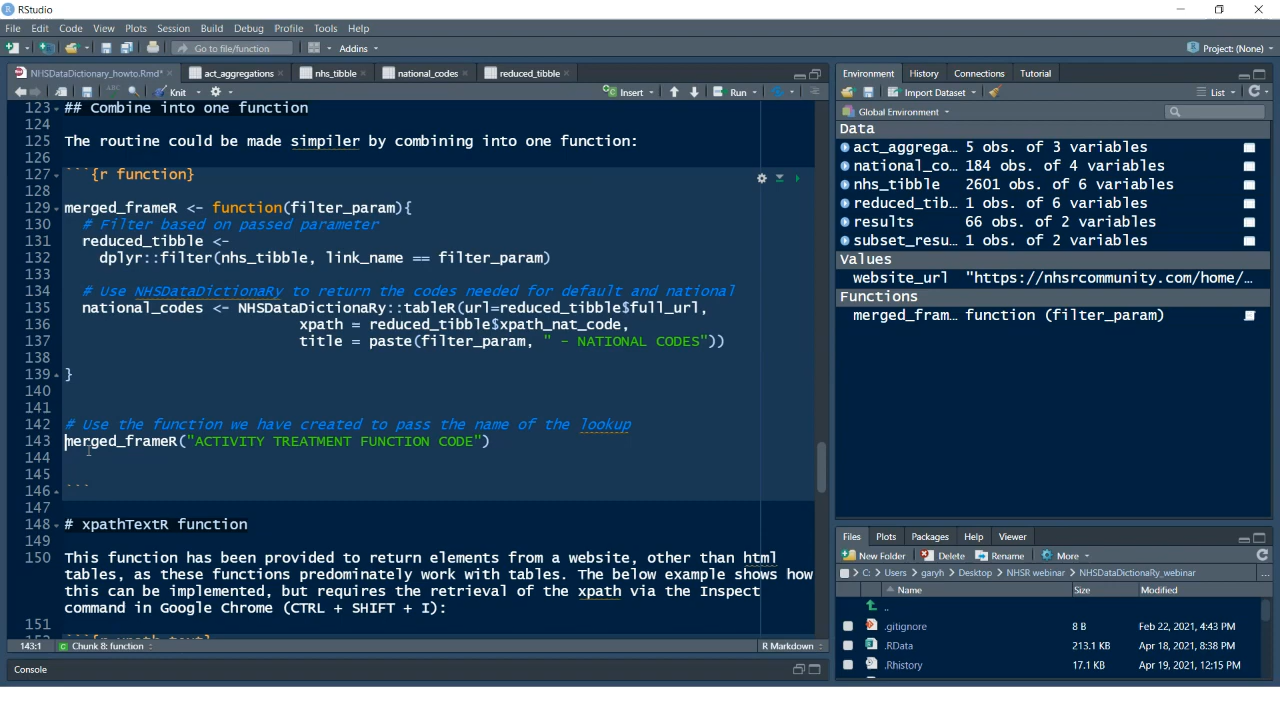 RStudio
File Edit Code View Plots Session Build Debug Profile Tools Help
Go to file/function Addins Project: (None)
NHSDataDictionary_howto.Rmd* act_aggregations nhs_tibble national_codes reduced_tibble
Knit Insert Run
123 ## Combine into one function
124
125 The routine could be made simpiler by combining into one function:
126
127 ```{r function}
128
129 merged_frameR <- function(filter_param){
130 # Filter based on passed parameter
131 reduced_tibble <-
132 dplyr::filter(nhs_tibble, link_name == filter_param)
133
134 # Use NHSDataDictionaRy to return the codes needed for default and national
135 national_codes <- NHSDataDictionaRy::tableR(url=reduced_tibble$full_url,
136 xpath = reduced_tibble$xpath_nat_code,
137 title = paste(filter_param, " - NATIONAL CODES"))
138
139 }
140
141
142 # Use the function we have created to pass the name of the lookup
143 merged_frameR("ACTIVITY TREATMENT FUNCTION CODE")
144
145
146 ```
147
148 # xpathTextR function
149
150 This function has been provided to return elements from a website, other than html
tables, as these functions predominately work with tables. The below example shows how
this can be implemented, but requires the retrieval of the xpath via the Inspect
command in Google Chrome (CTRL + SHIFT + I):
151
143:1 Chunk 8: function R Markdown
Console
Environment History Connections Tutorial
Import Dataset List
Global Environment
Data
act_aggrega… 5 obs. of 3 variables
national_co… 184 obs. of 4 variables
nhs_tibble 2601 obs. of 6 variables
reduced_tib… 1 obs. of 6 variables
results 66 obs. of 2 variables
subset_resu… 1 obs. of 2 variables
Values
website_url "https://nhsrcommunity.com/home/…
Functions
merged_fram… function (filter_param)
Files Plots Packages Help Viewer
New Folder Delete Rename More
C: > Users > garyh > Desktop > NHSR webinar > NHSDataDictionaRy_webinar ...
Name Size Modified
..
.gitignore 8 B Feb 22, 2021, 4:43 PM
.RData 213.1 KB Apr 18, 2021, 8:38 PM
.Rhistory 17.1 KB Apr 19, 2021, 12:15 PM